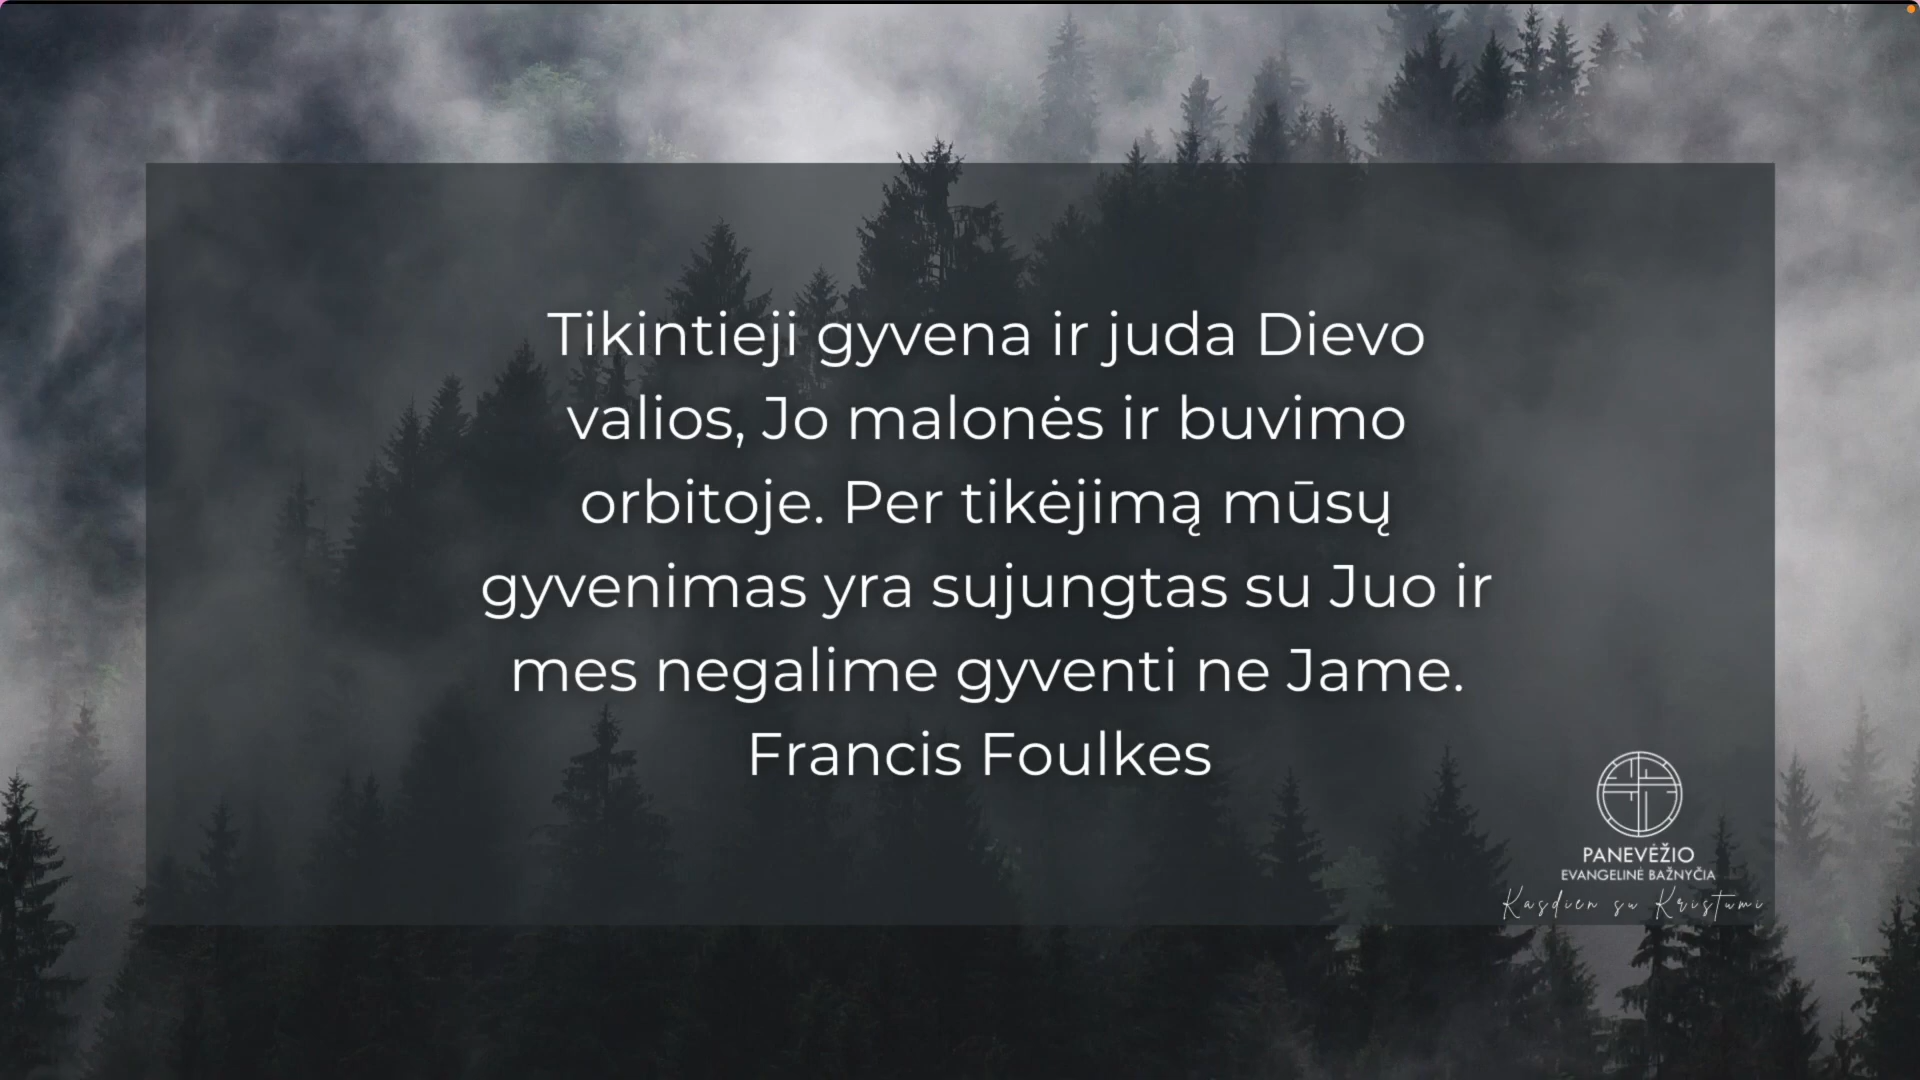 Tikintieji gyvena ir juda Dievo
valios, Jo malonės ir buvimo
orbitoje. Per tikėjimą mūsų
gyvenimas yra sujungtas su Juo ir
mes negalime gyventi ne Jame.
Francis Foulkes
PANEVĖŽIO
EVANGELINĖ BAŽNYČIA
Kasdien su Kristumi